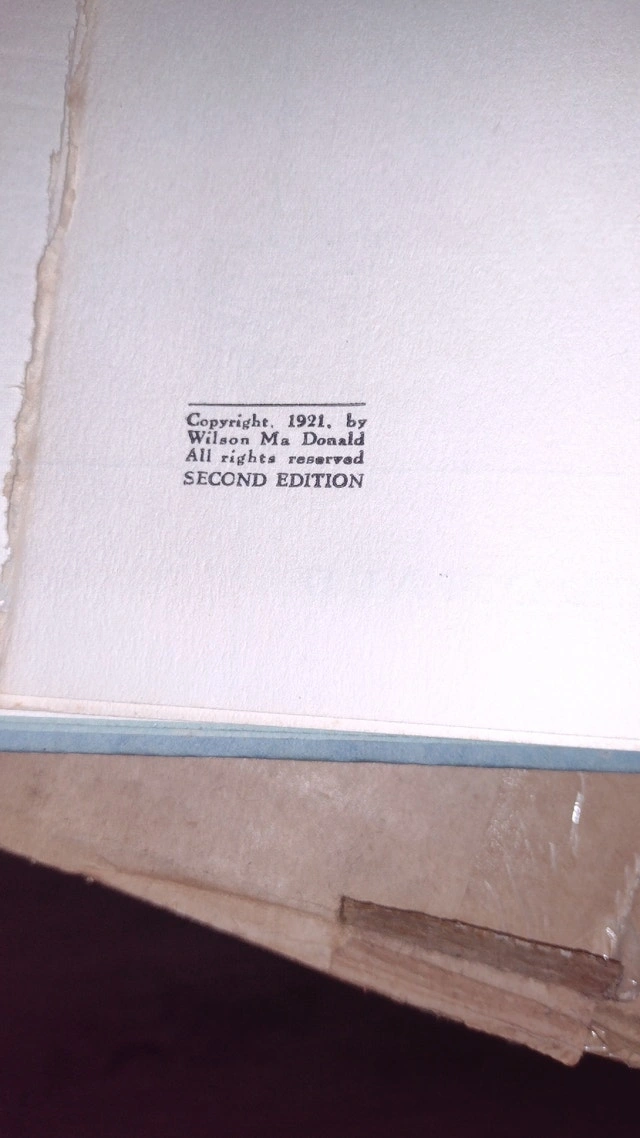 Copyright, 1921, by
Wilson Ma Donald
All rights reserved
SECOND EDITION